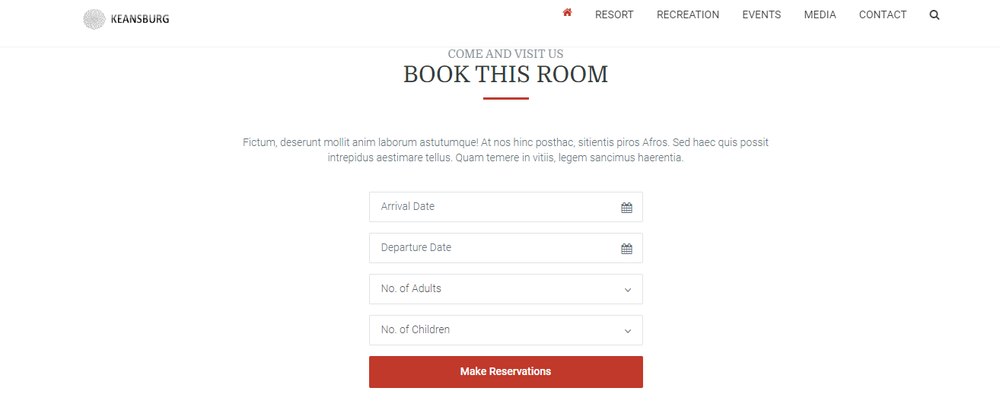 KEANSBURG
RESORT RECREATION EVENTS MEDIA CONTACT
COME AND VISIT US
BOOK THIS ROOM
Fictum, deserunt mollit anim laborum astutumque! At nos hinc posthac, sitientis piros Afros. Sed haec quis possit
intrepidus aestimare tellus. Quam temere in vitiis, legem sancimus haerentia.
Arrival Date
Departure Date
No. of Adults
No. of Children
Make Reservations